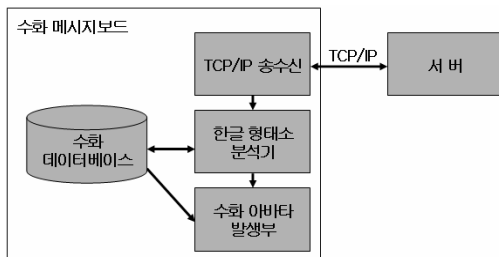 수화 메시지보드
TCP/IP 송수신
TCP/IP
서 버
수화
데이터베이스
한글 형태소
분석기
수화 아바타
발생부